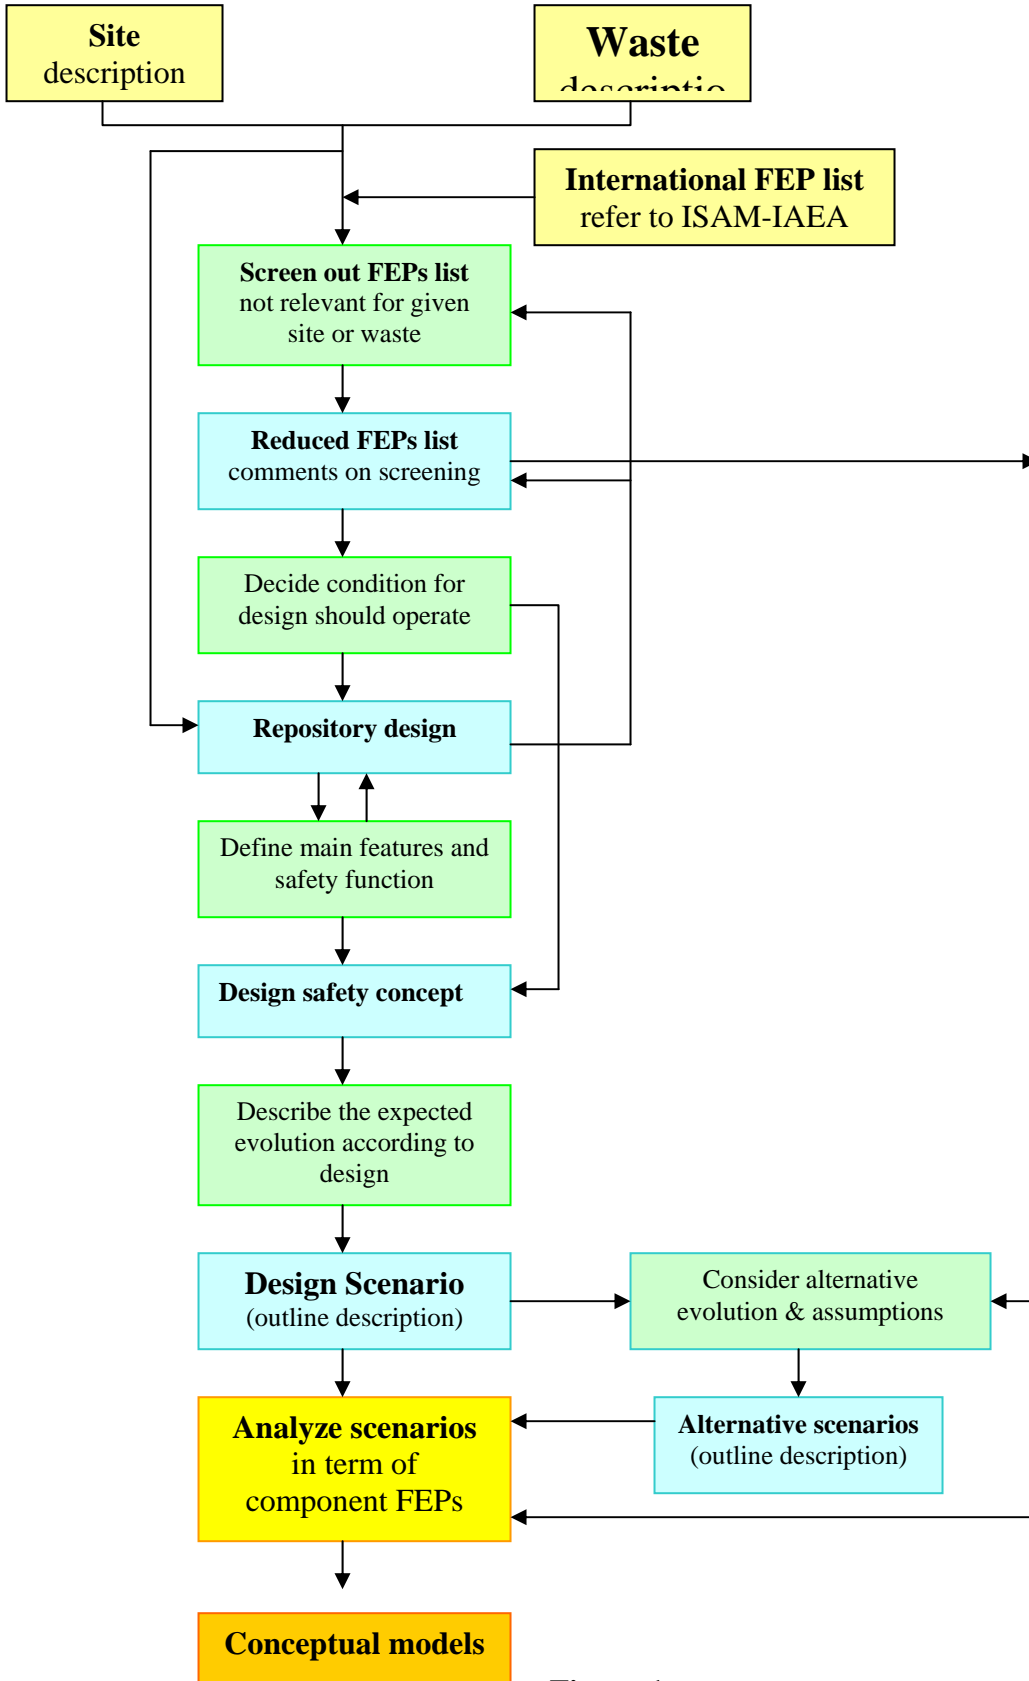 Site
description
Waste
descriptio
International FEP list
refer to ISAM-IAEA
Screen out FEPs list
not relevant for given
site or waste
Reduced FEPs list
comments on screening
Decide condition for
design should operate
Repository design
Define main features and
safety function
Design safety concept
Describe the expected
evolution according to
design
Design Scenario
(outline description)
Consider alternative
evolution & assumptions
Analyze scenarios
in term of
component FEPs
Alternative scenarios
(outline description)
Conceptual models